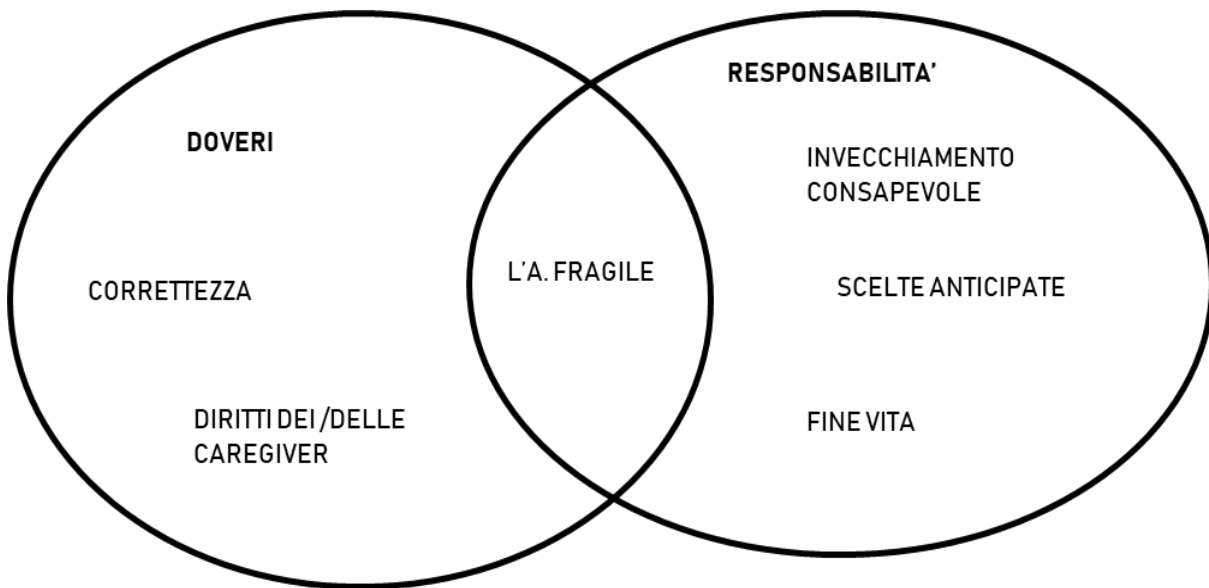 DOVERI
CORRETTEZZA
DIRITTI DEI /DELLE
CAREGIVER
L'A. FRAGILE
RESPONSABILITA'
INVECCHIAMENTO
CONSAPEVOLE
SCELTE ANTICIPATE
FINE VITA